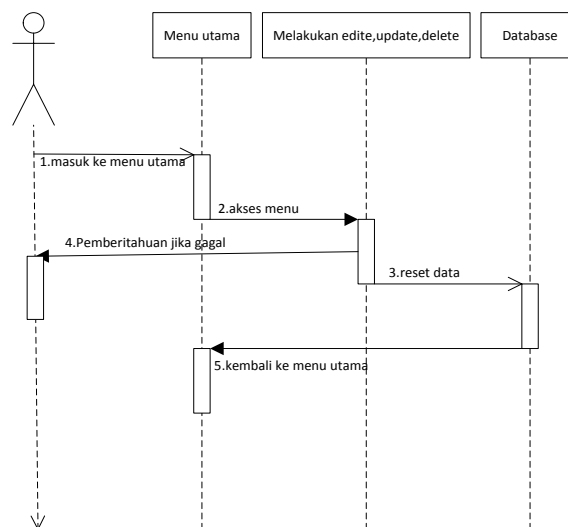 Menu utama
Melakukan edite,update,delete
Database
1.masuk ke menu utama
2.akses menu
4.Pemberitahuan jika gagal
3.reset data
5.kembali ke menu utama